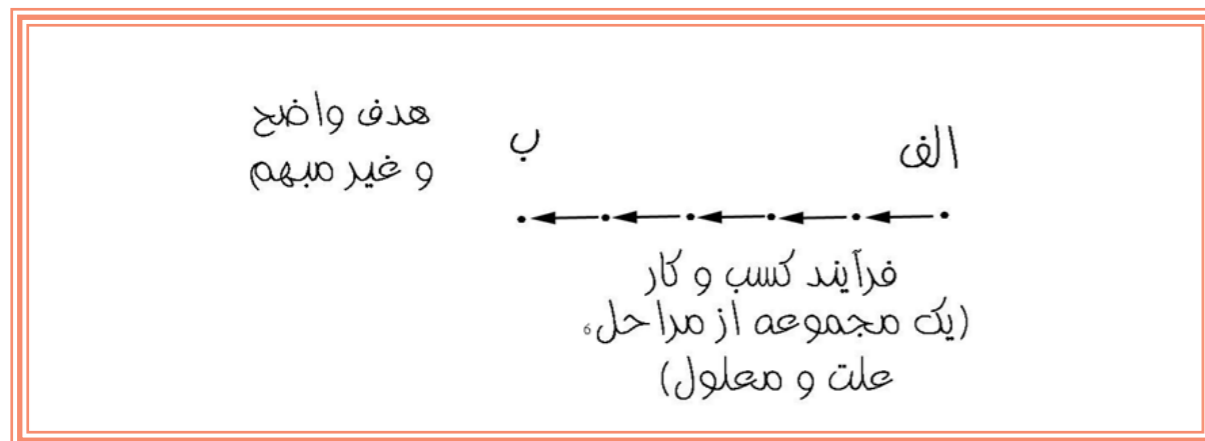 الف
ب
هدف واضح
و غیر مبهم
فرآیند کسب و کار
(یک مجموعه از مراحل،
علت و معلول)